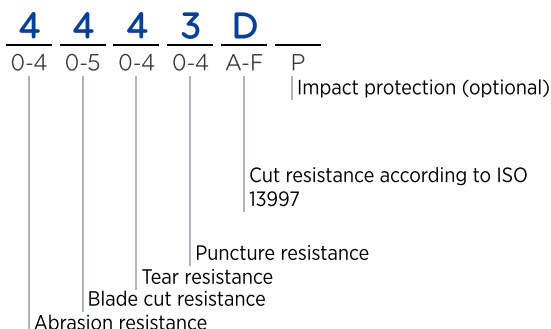 4 4 4 3 D
0-4 0-5 0-4 0-4 A-F P
Impact protection (optional)
Cut resistance according to ISO
13997
Puncture resistance
Tear resistance
Blade cut resistance
Abrasion resistance